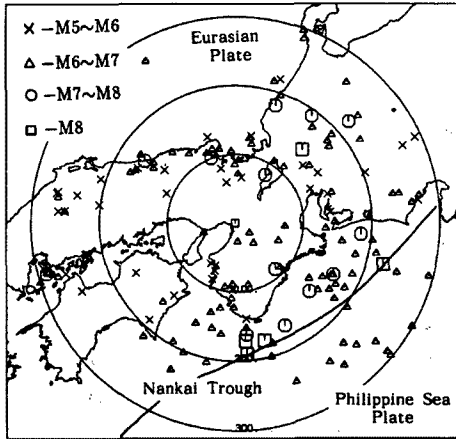 × -M5~M6
△ -M6~M7
○ -M7~M8
□ -M8
Eurasian
Plate
Nankai Trough
Philippine Sea
Plate
300